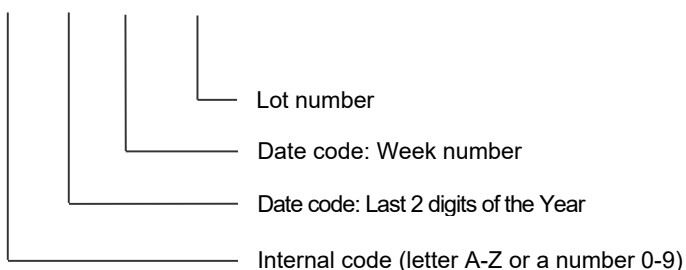 Lot number
Date code: Week number
Date code: Last 2 digits of the Year
Internal code (letter A-Z or a number 0-9)